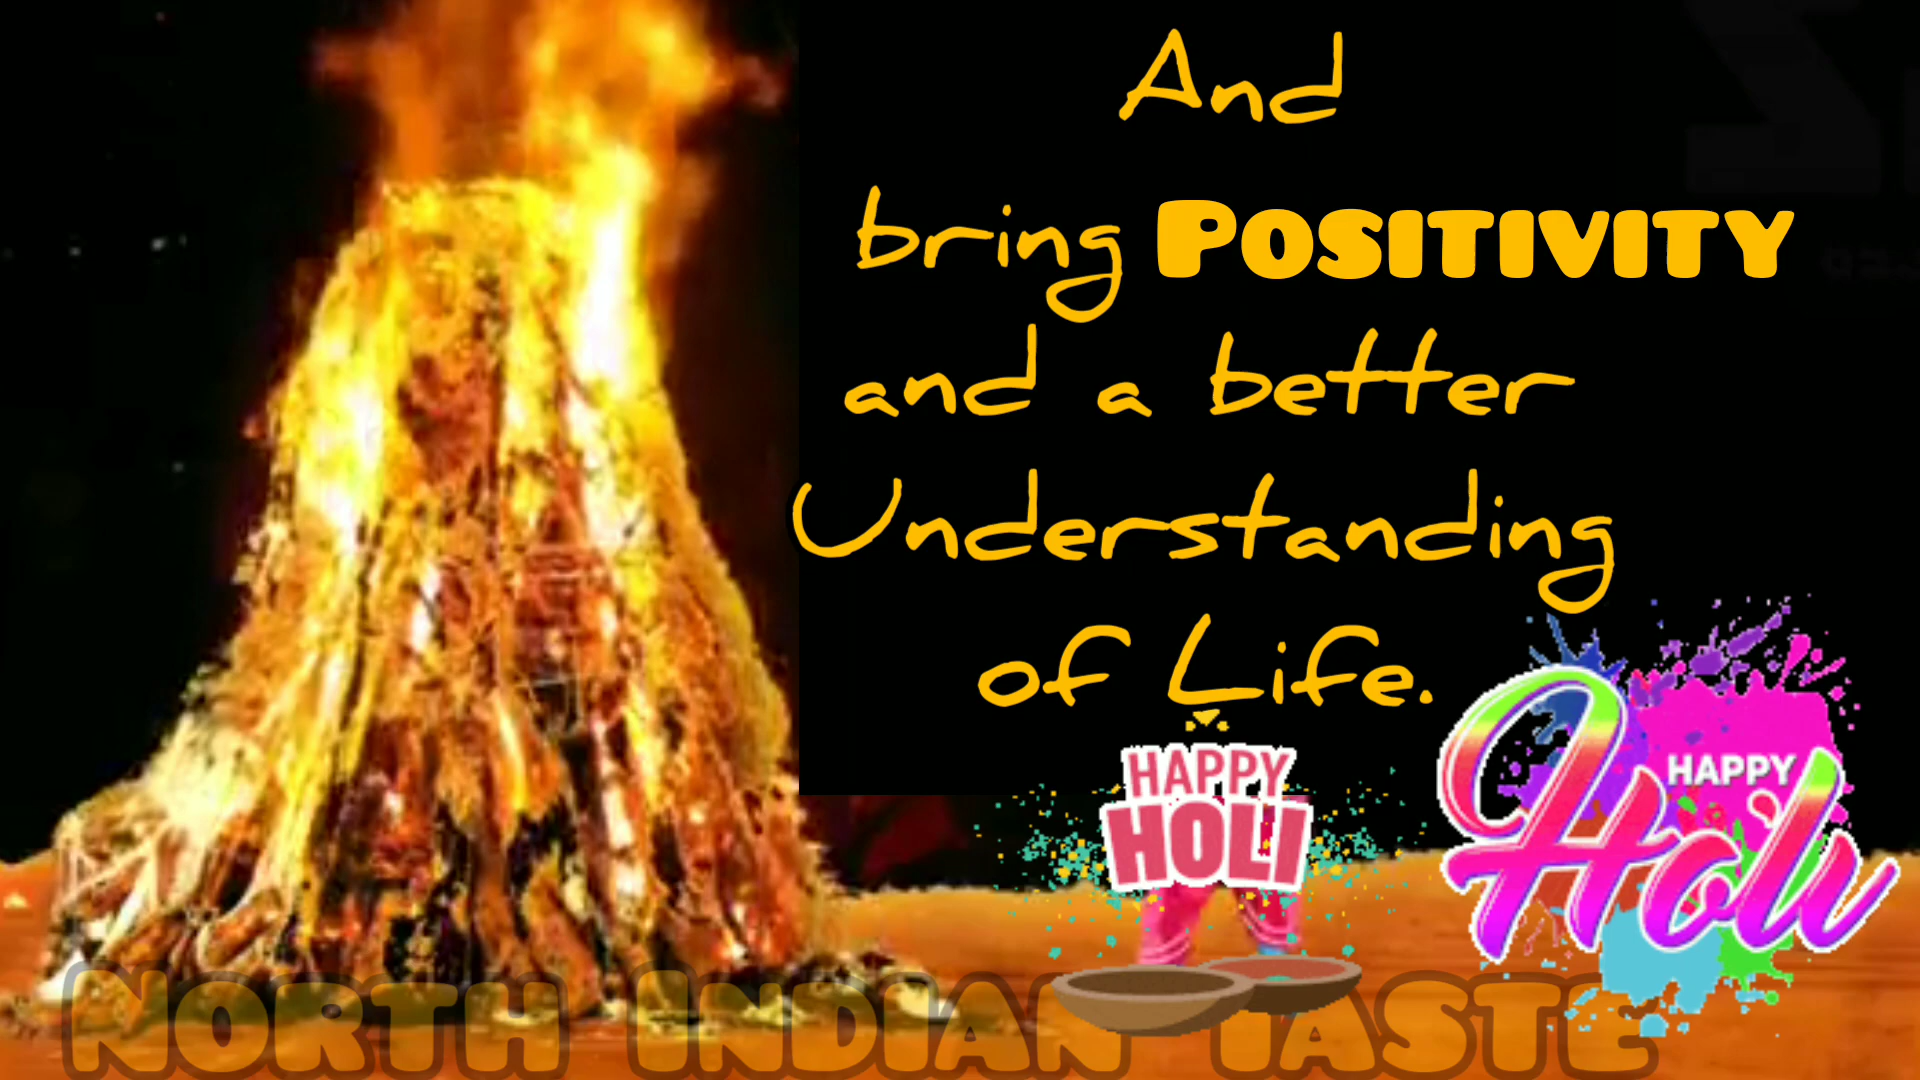 And
bring POSITIVITY
and a better
Understanding
of Life.
HAPPY
HOLI
HAPPY
Holi
NORTH INDIAN TASTE